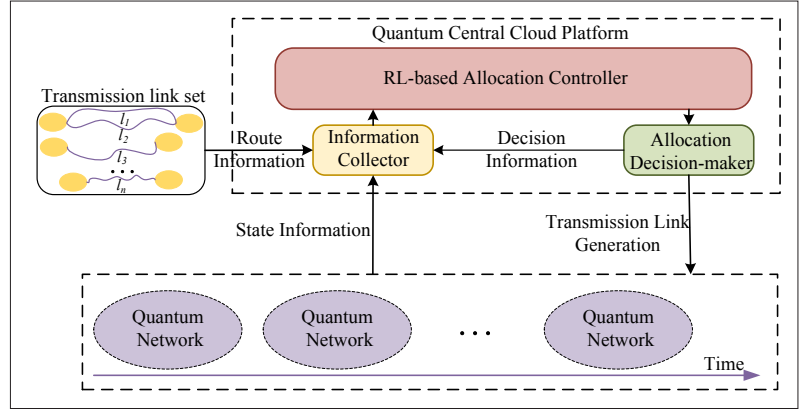 Quantum Central Cloud Platform
RL-based Allocation Controller
Transmission link set
l1
l2
l3
...
ln
Route
Information
Information
Collector
Decision
Information
Allocation
Decision-maker
State Information
Transmission Link
Generation
Quantum
Network
Quantum
Network
...
Quantum
Network
Time